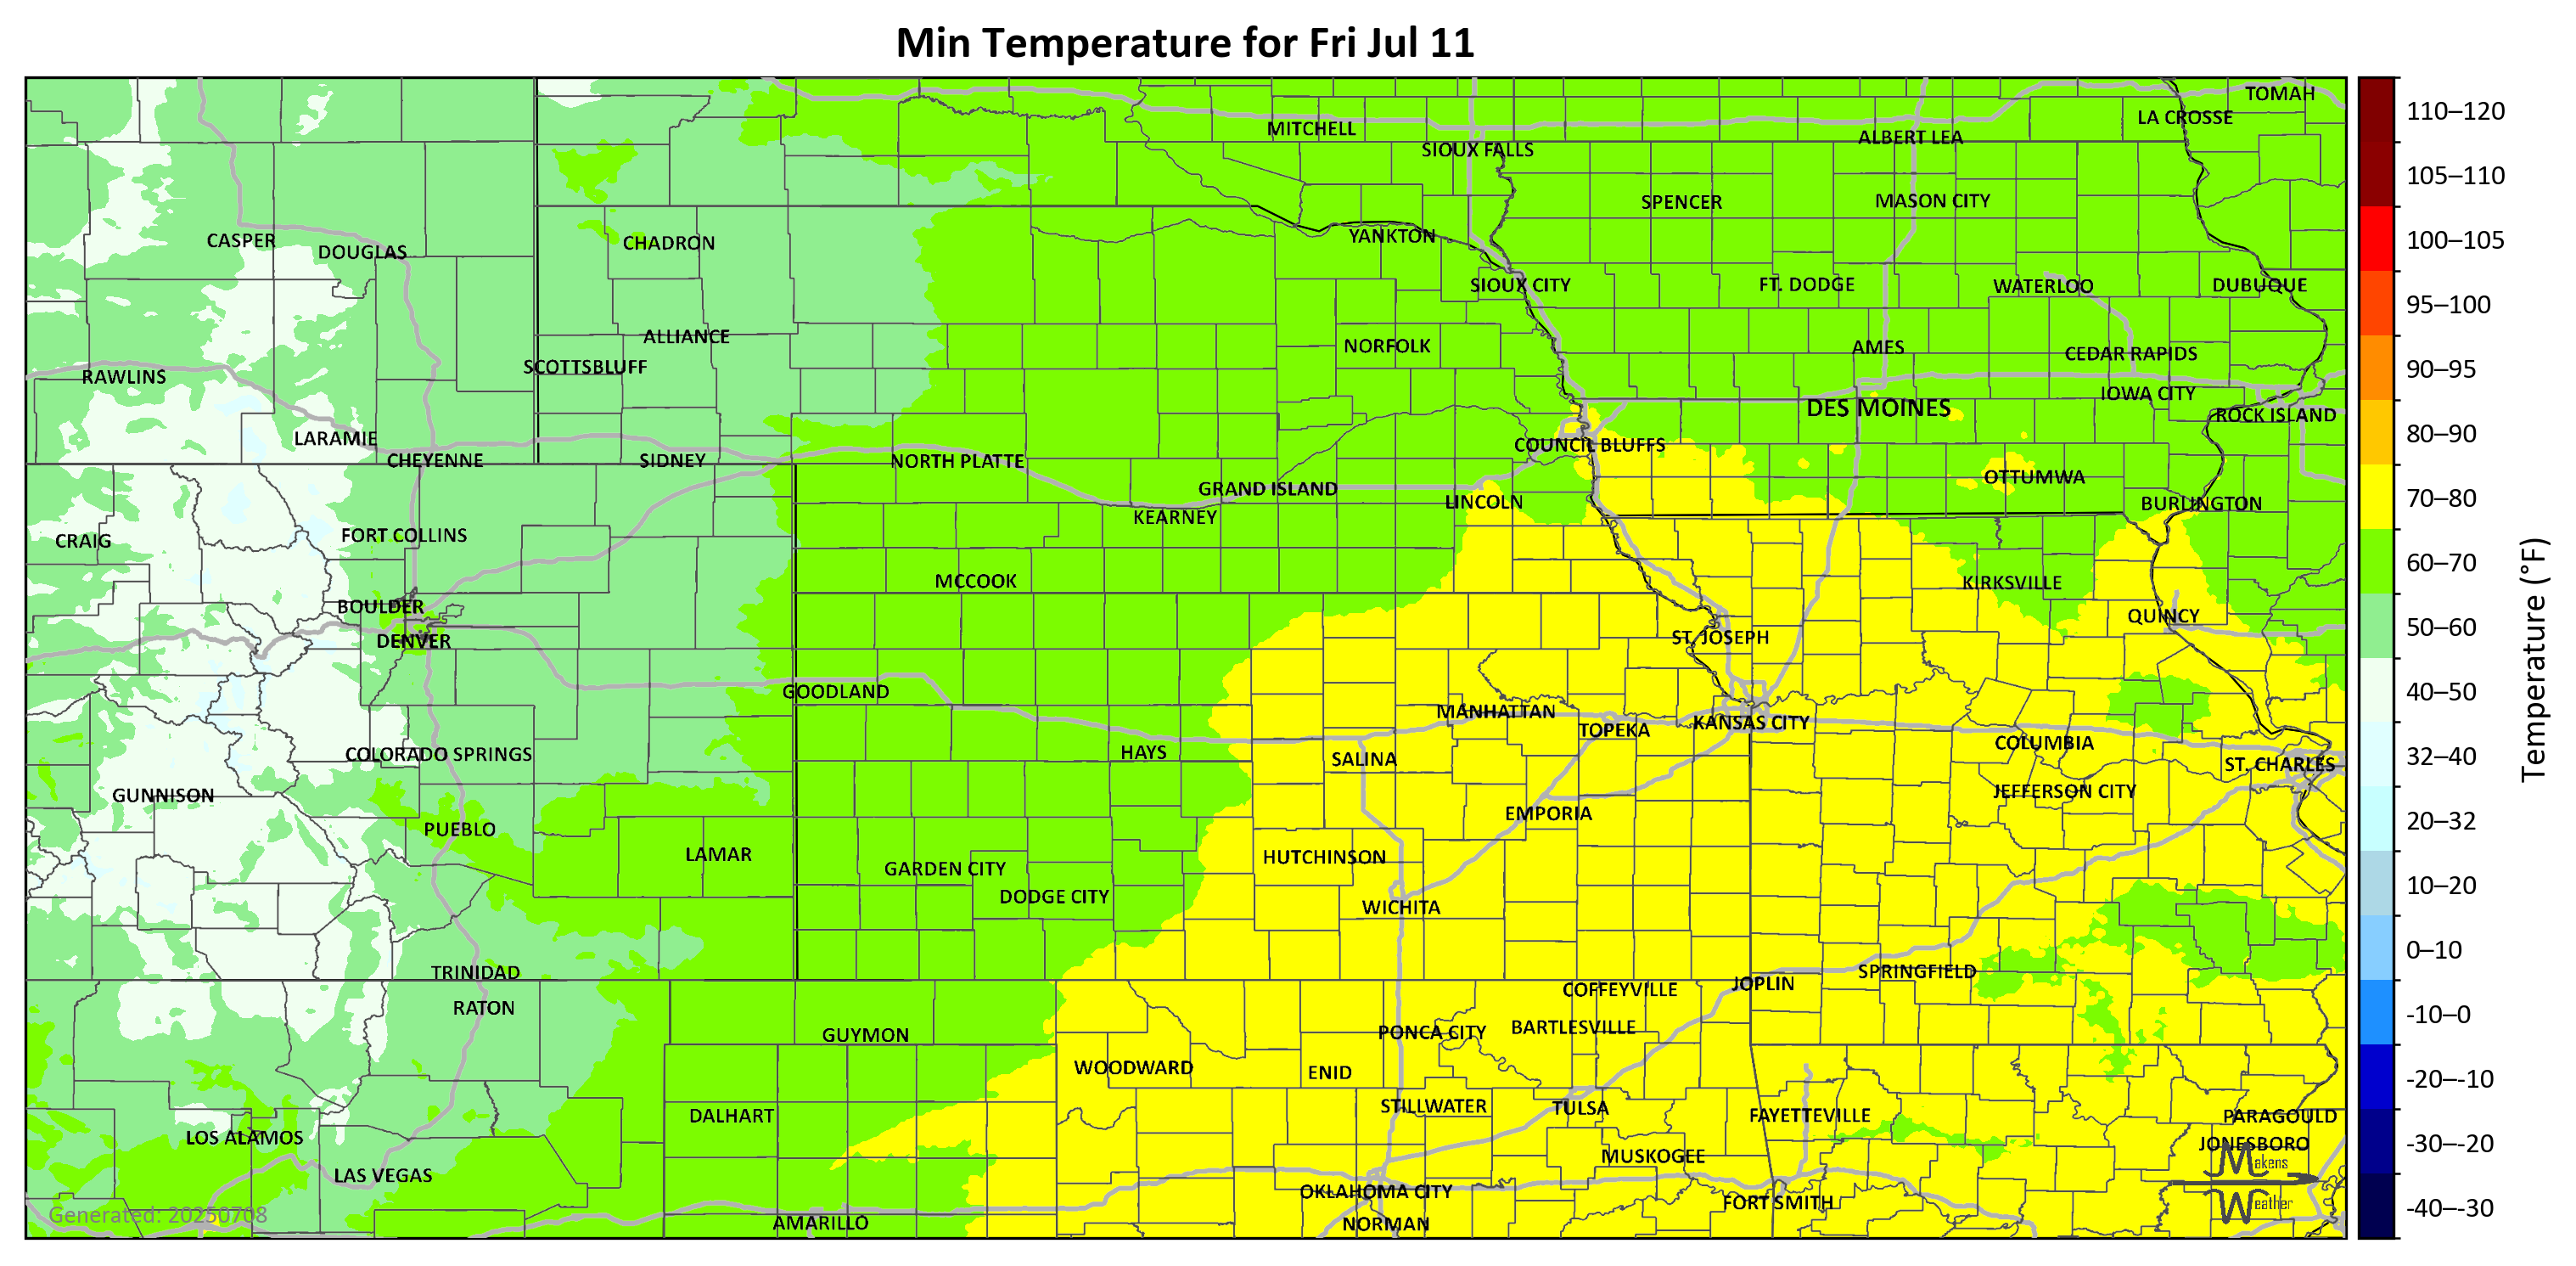 Min Temperature for Fri Jul 11
TOMAH
LA CROSSE
MITCHELL
ALBERT LEA
SIOUX FALLS
SPENCER
MASON CITY
CASPER
DOUGLAS
CHADRON
YANKTON
SIOUX CITY
FT. DODGE
WATERLOO
DUBUQUE
ALLIANCE
NORFOLK
AMES
CEDAR RAPIDS
SCOTTSBLUFF
RAWLINS
IOWA CITY
DES MOINES
ROCK ISLAND
LARAMIE
COUNCIL BLUFFS
CHEYENNE
SIDNEY
NORTH PLATTE
OTTUMWA
GRAND ISLAND
LINCOLN
BURLINGTON
KEARNEY
CRAIG
FORT COLLINS
MCCOOK
KIRKSVILLE
BOULDER
QUINCY
DENVER
ST. JOSEPH
GOODLAND
MANHATTAN
KANSAS CITY
TOPEKA
COLUMBIA
COLORADO SPRINGS
HAYS
SALINA
ST. CHARLES
GUNNISON
JEFFERSON CITY
EMPORIA
PUEBLO
LAMAR
HUTCHINSON
GARDEN CITY
DODGE CITY
WICHITA
TRINIDAD
SPRINGFIELD
JOPLIN
COFFEYVILLE
RATON
GUYMON
PONCA CITY
BARTLESVILLE
WOODWARD
ENID
DALHART
STILLWATER
TULSA
FAYETTEVILLE
PARAGOULD
LOS ALAMOS
JONESBORO
LAS VEGAS
MUSKOGEE
OKLAHOMA CITY
FORT SMITH
AMARILLO
NORMAN
Generated: 20250708
Makens
Weather
110–120
105–110
100–105
95–100
90–95
80–90
70–80
60–70
50–60
40–50
32–40
20–32
10–20
0–10
-10–0
-20–-10
-30–-20
-40–-30
Temperature (°F)